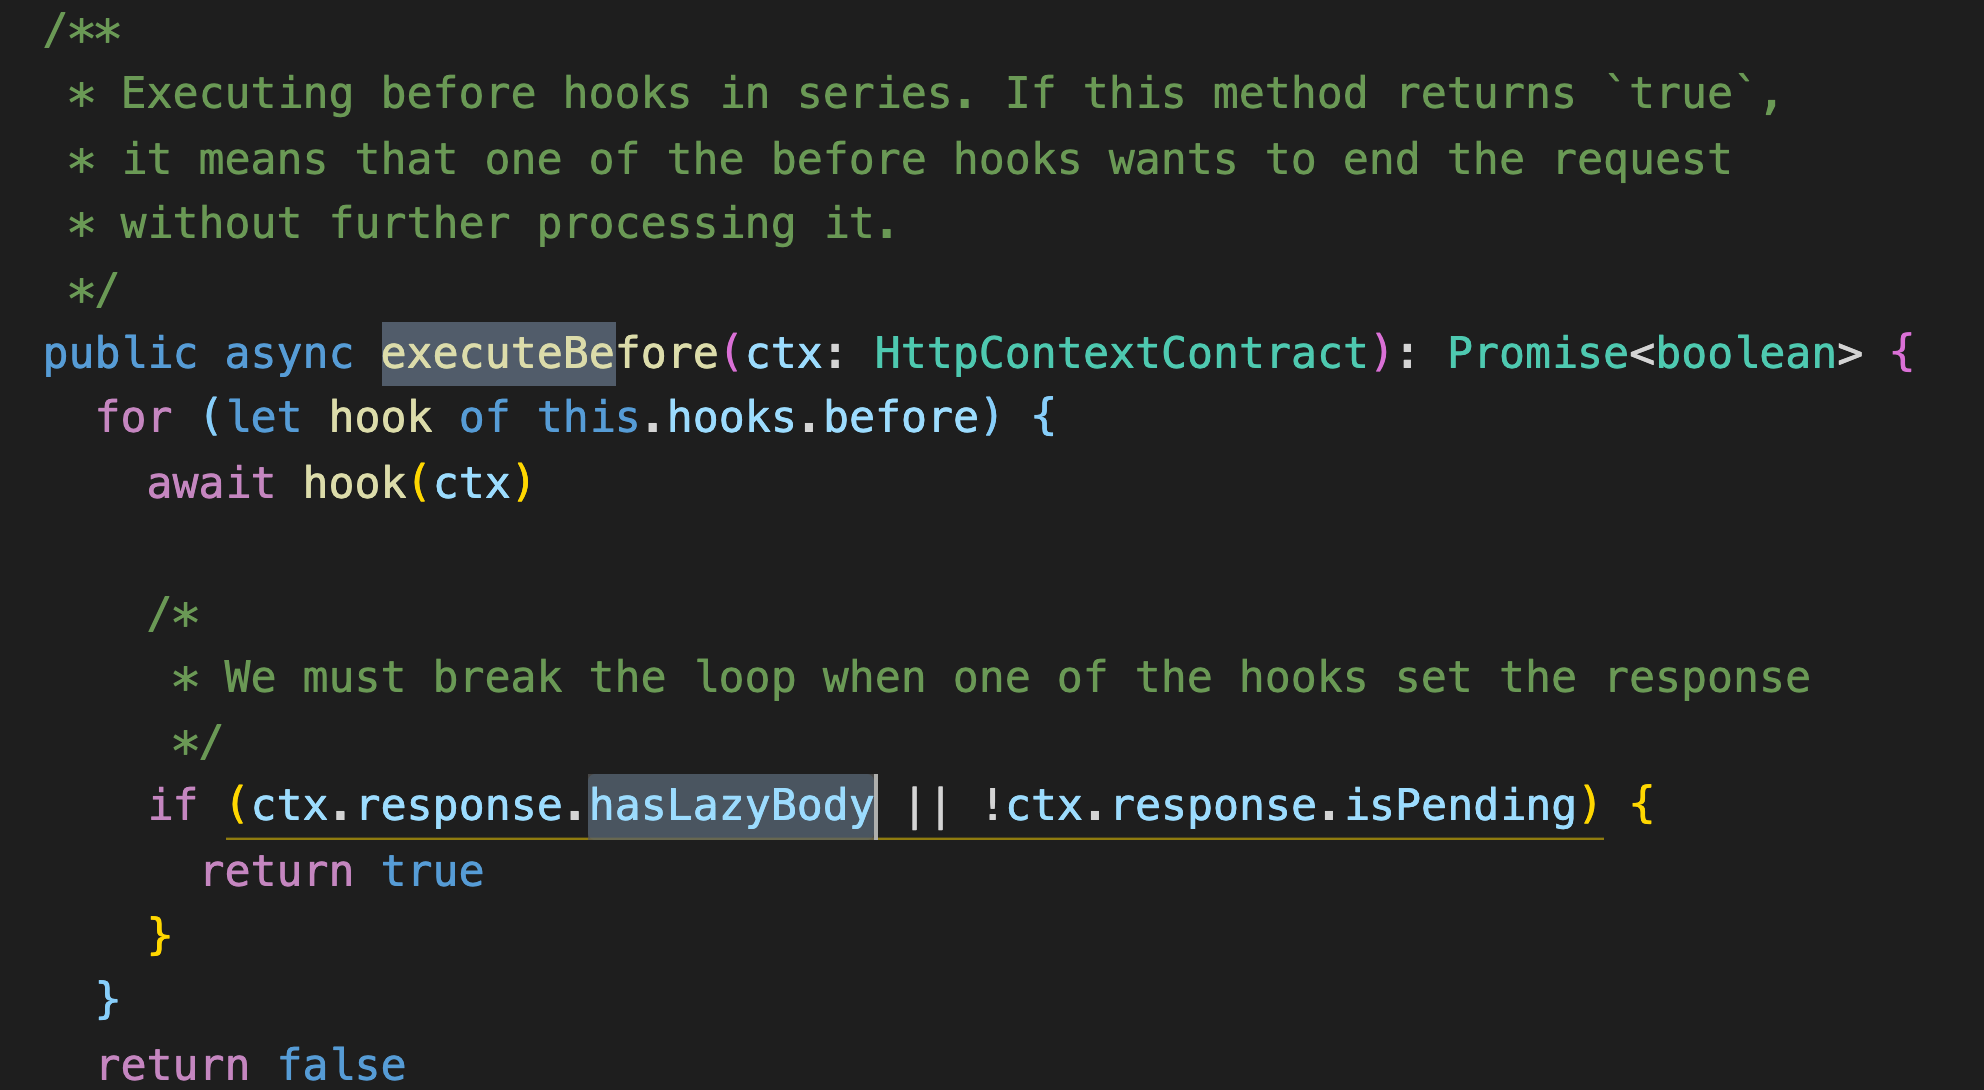 /**
 * Executing before hooks in series. If this method returns `true`,
 * it means that one of the before hooks wants to end the request
 * without further processing it.
 */
public async executeBefore(ctx: HttpContextContract): Promise<boolean> {
  for (let hook of this.hooks.before) {
    await hook(ctx)

    /*
     * We must break the loop when one of the hooks set the response
     */
    if (ctx.response.hasLazyBody || !ctx.response.isPending) {
      return true
    }
  }
  return false